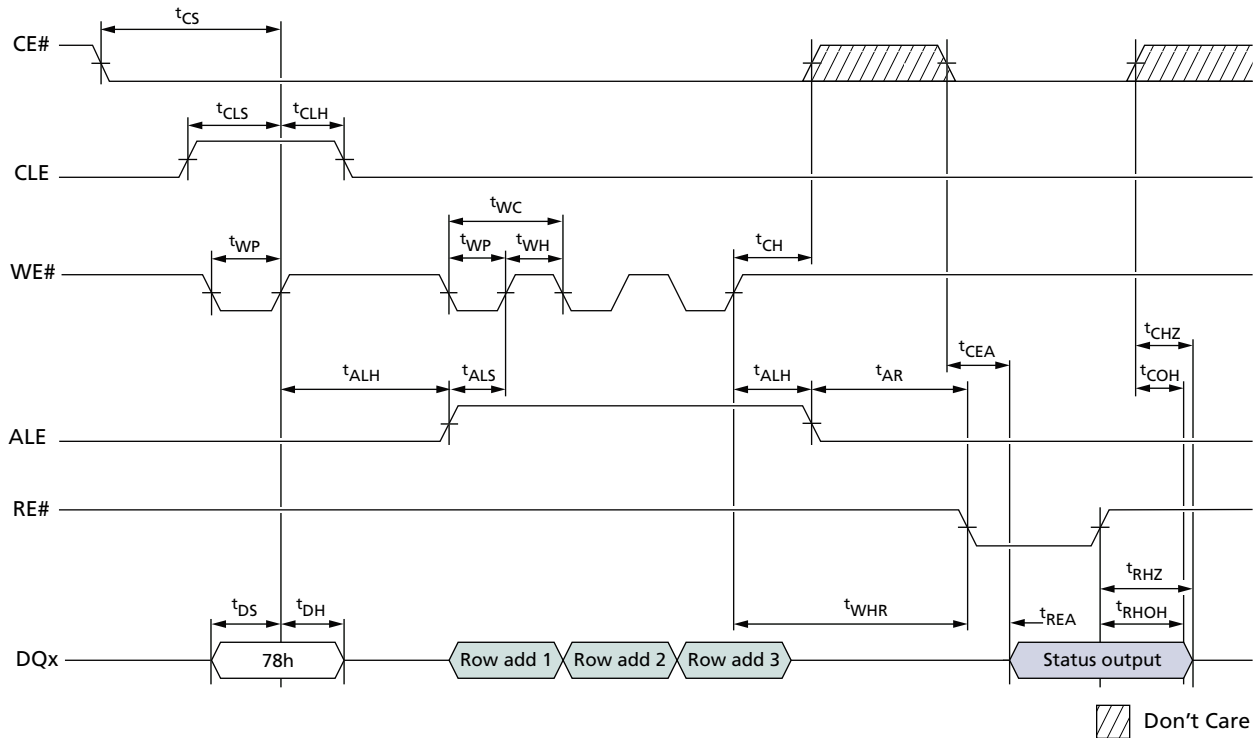 tCS
CE#
tCLS
tCLH
CLE
tWC
tWP
tWP
tWH
tCH
WE#
tCEA
tCHZ
tALH
tALS
tALH
tAR
tCOH
ALE
RE#
tRHZ
tDS
tDH
tWHR
tREA
tRHOH
DQx
78h
Row add 1
Row add 2
Row add 3
Status output
Don't Care